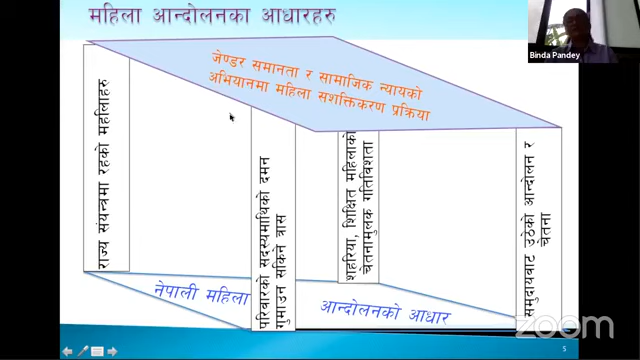 महिला आन्दोलनका आधारहरु
Binda Pandey
जेण्डर समानता र सामाजिक न्यायको
अभियानमा महिला सशक्तिकरण प्रक्रिया
राज्य संयन्त्रमा रहको महिलाहरु
परिवारको सदस्यमाथिको दमन
गुमाउन सकिने त्रास
शहरिया, शिक्षित महिलाको
चेतनामुलक गतिविशता
समुदायबाट उठेको आन्दोलन र
चेतना
नेपाली महिला
आन्दोलनको आधार
zoom
5